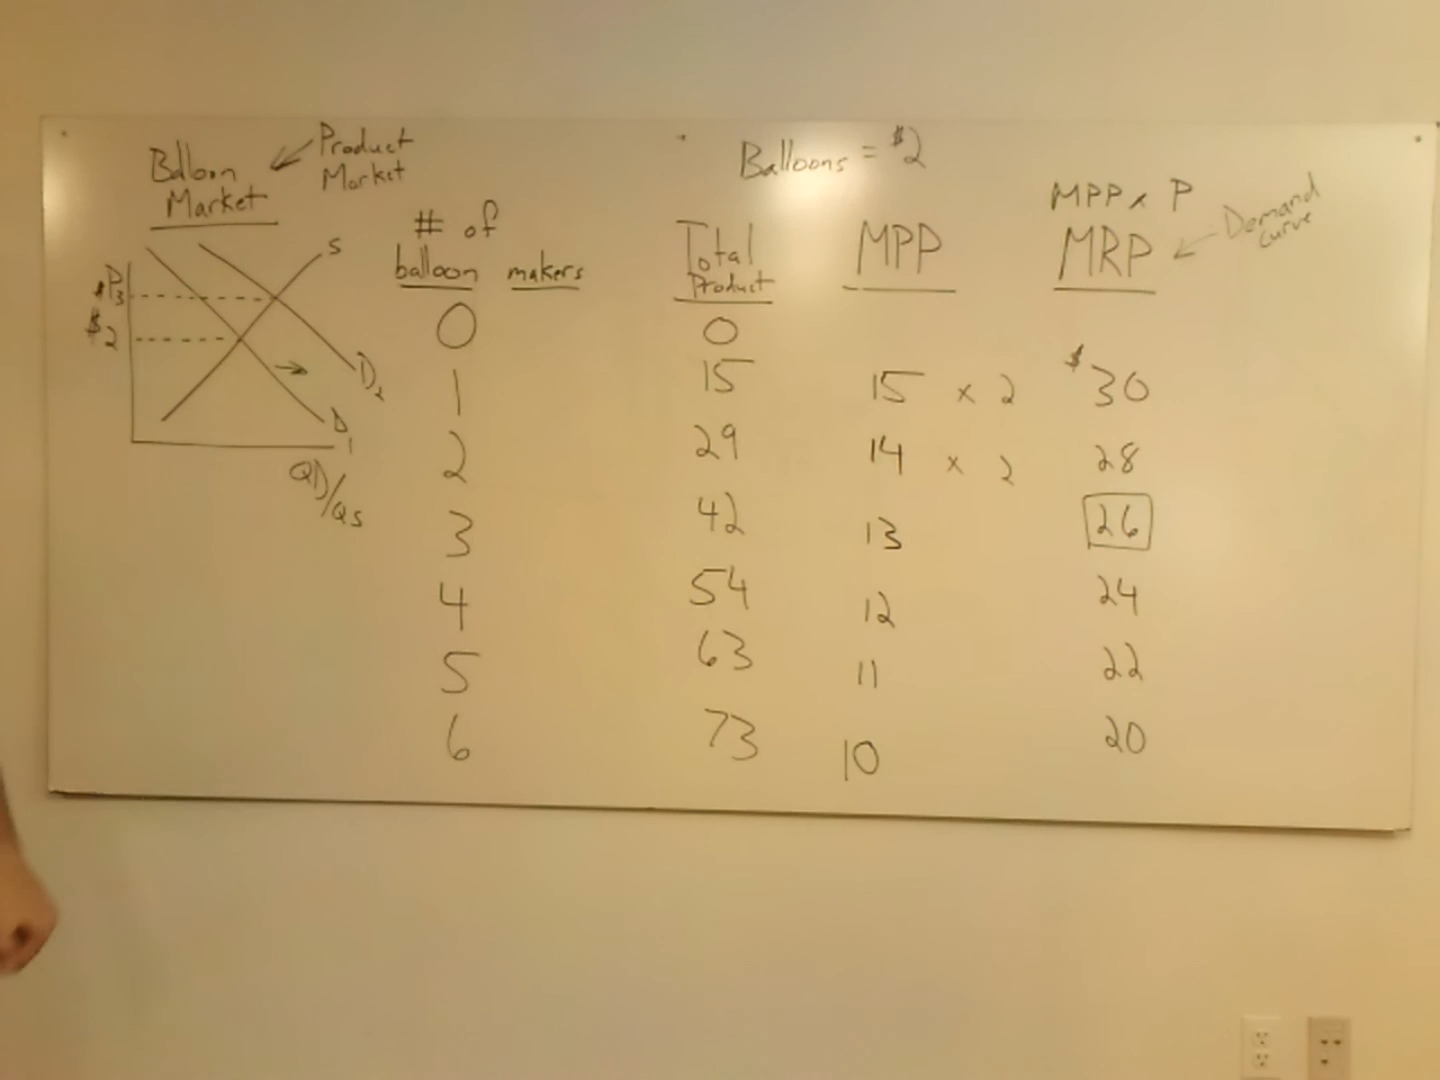 Balloon Market
Product Market
Balloons = $2
S
$P3
$2
D2
D1
QD/QS
# of balloon makers
Total Product
MPP
MPP x P
MRP
Demand curve
0 0
1 15 15 x 2 $30
2 29 14 x 2 28
3 42 13 26
4 54 12 24
5 63 11 22
6 73 10 20